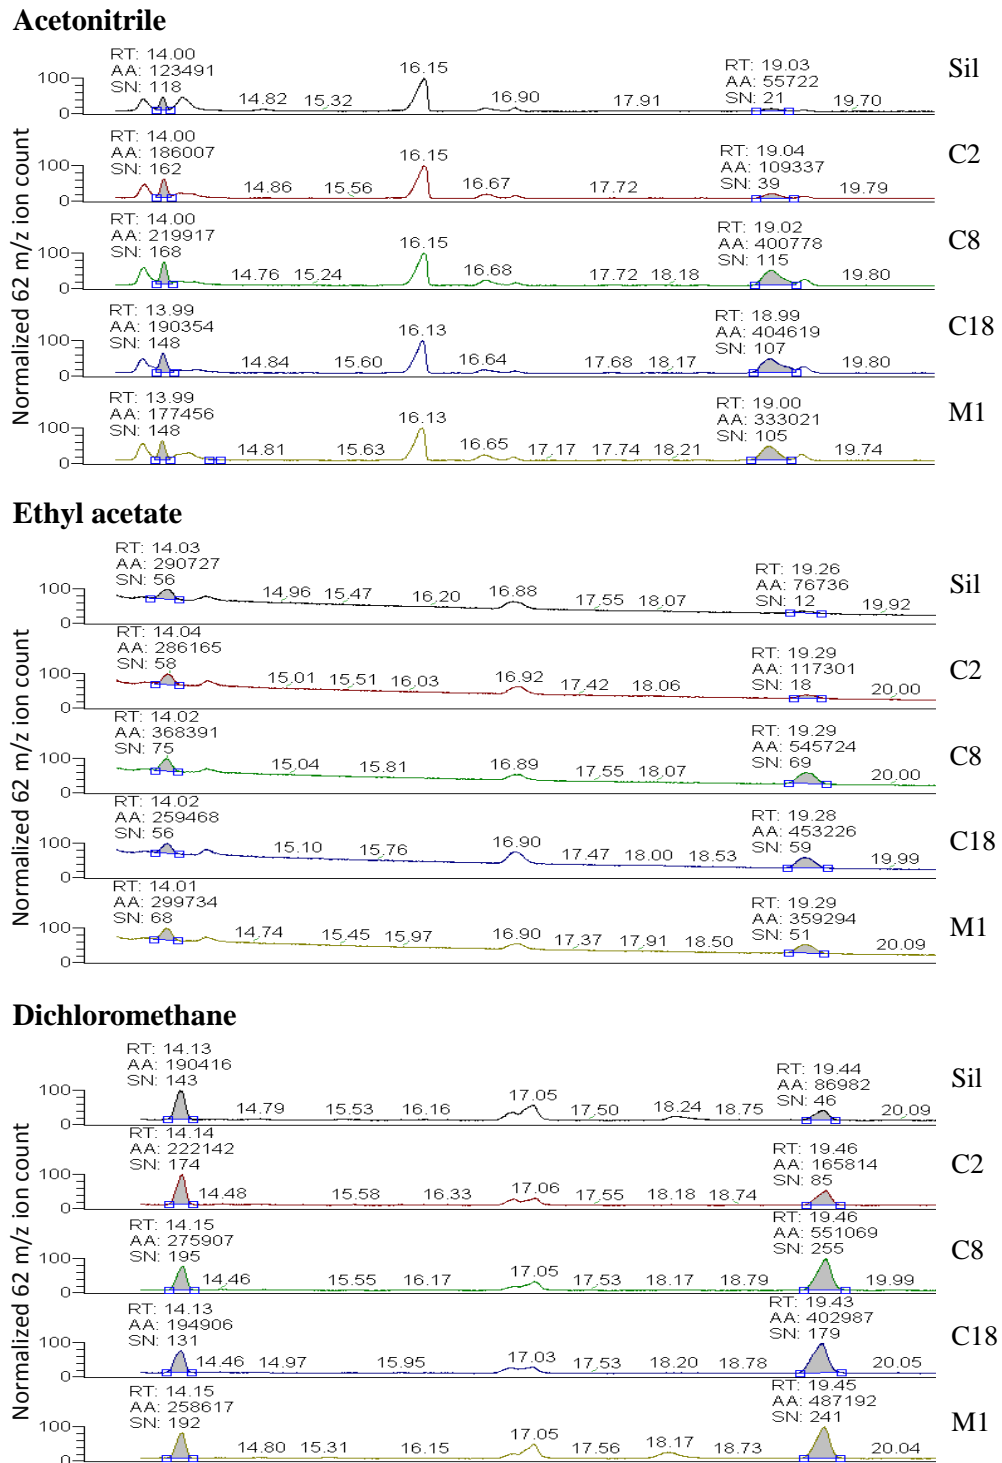 Acetonitrile
Normalized 62 m/z ion count
RT: 14.00
AA: 123491
SN: 118
100
0
14.82 15.32 16.15 16.90 17.91
RT: 19.03
AA: 55722
SN: 21
19.70
Sil
RT: 14.00
AA: 186007
SN: 162
100
0
14.86 15.56 16.15 16.67 17.72
RT: 19.04
AA: 109337
SN: 39
19.79
C2
RT: 14.00
AA: 219917
SN: 168
100
0
14.76 15.24 16.15 16.68 17.72 18.18
RT: 19.02
AA: 400778
SN: 115
19.80
C8
RT: 13.99
AA: 190354
SN: 148
100
0
14.84 15.60 16.13 16.64 17.68 18.17
RT: 18.99
AA: 404619
SN: 107
19.80
C18
RT: 13.99
AA: 177456
SN: 148
100
0
14.81 15.63 16.13 16.65 17.17 17.74 18.21
RT: 19.00
AA: 333021
SN: 105
19.74
M1
Ethyl acetate
Normalized 62 m/z ion count
RT: 14.03
AA: 290727
SN: 56
100
0
14.96 15.47 16.20 16.88 17.55 18.07
RT: 19.26
AA: 76736
SN: 12
19.92
Sil
RT: 14.04
AA: 286165
SN: 58
100
0
15.01 15.51 16.03 16.92 17.42 18.06
RT: 19.29
AA: 117301
SN: 18
20.00
C2
RT: 14.02
AA: 368391
SN: 75
100
0
15.04 15.81 16.89 17.55 18.07
RT: 19.29
AA: 545724
SN: 69
20.00
C8
RT: 14.02
AA: 259468
SN: 56
100
0
15.10 15.76 16.90 17.47 18.00 18.53
RT: 19.28
AA: 453226
SN: 59
19.99
C18
RT: 14.01
AA: 299734
SN: 68
100
0
14.74 15.45 15.97 16.90 17.37 17.91 18.50
RT: 19.29
AA: 359294
SN: 51
20.09
M1
Dichloromethane
Normalized 62 m/z ion count
RT: 14.13
AA: 190416
SN: 143
100
0
14.79 15.53 16.16 17.05 17.50 18.24 18.75
RT: 19.44
AA: 86982
SN: 46
20.09
Sil
RT: 14.14
AA: 222142
SN: 174
100
0
14.48 15.58 16.33 17.06 17.55 18.18 18.74
RT: 19.46
AA: 165814
SN: 85
C2
RT: 14.15
AA: 275907
SN: 195
100
0
14.46 15.55 16.17 17.05 17.53 18.17 18.79
RT: 19.46
AA: 551069
SN: 255
19.99
C8
RT: 14.13
AA: 194906
SN: 131
100
0
14.46 14.97 15.95 17.03 17.53 18.20 18.78
RT: 19.43
AA: 402987
SN: 179
20.05
C18
RT: 14.15
AA: 258617
SN: 192
100
0
14.80 15.31 16.15 17.05 17.56 18.17 18.73
RT: 19.45
AA: 487192
SN: 241
20.04
M1